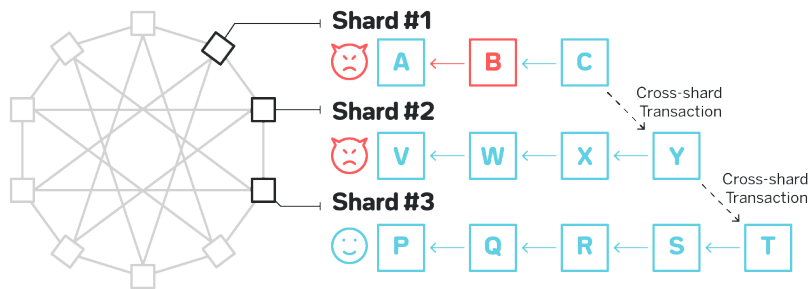 Shard #1
A B C
Cross-shard
Transaction
Shard #2
V W X Y
Cross-shard
Transaction
Shard #3
P Q R S T